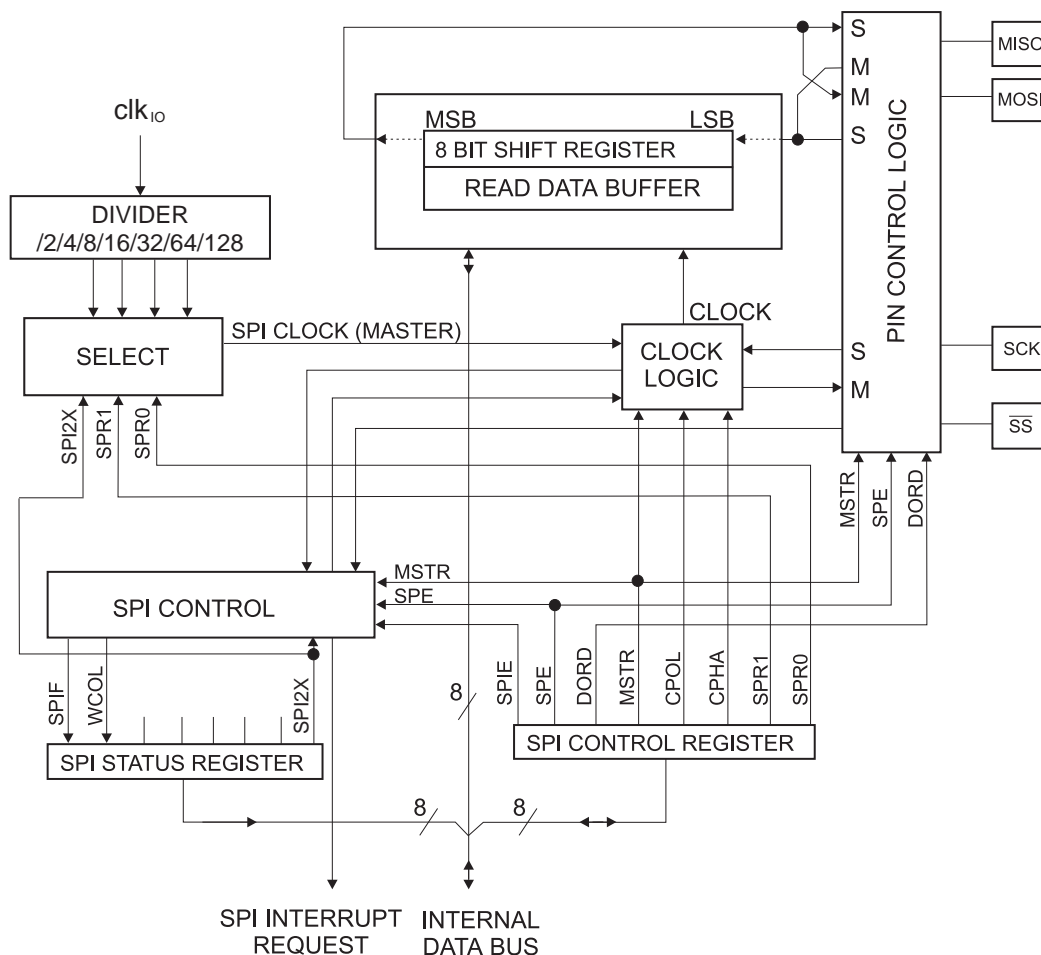 S
MISO
M
M
MOSI
clk IO
MSB
LSB
S
8 BIT SHIFT REGISTER
READ DATA BUFFER
PIN CONTROL LOGIC
DIVIDER
/2/4/8/16/32/64/128
CLOCK
SPI CLOCK (MASTER)
SELECT
CLOCK
LOGIC
S
M
SCK
SS
SPI2X
SPR1
SPR0
MSTR
SPE
DORD
MSTR
SPE
SPI CONTROL
SPIF
WCOL
SPI2X
8
SPIE
SPE
DORD
MSTR
CPOL
CPHA
SPR1
SPR0
SPI STATUS REGISTER
SPI CONTROL REGISTER
8
8
SPI INTERRUPT
REQUEST
INTERNAL
DATA BUS